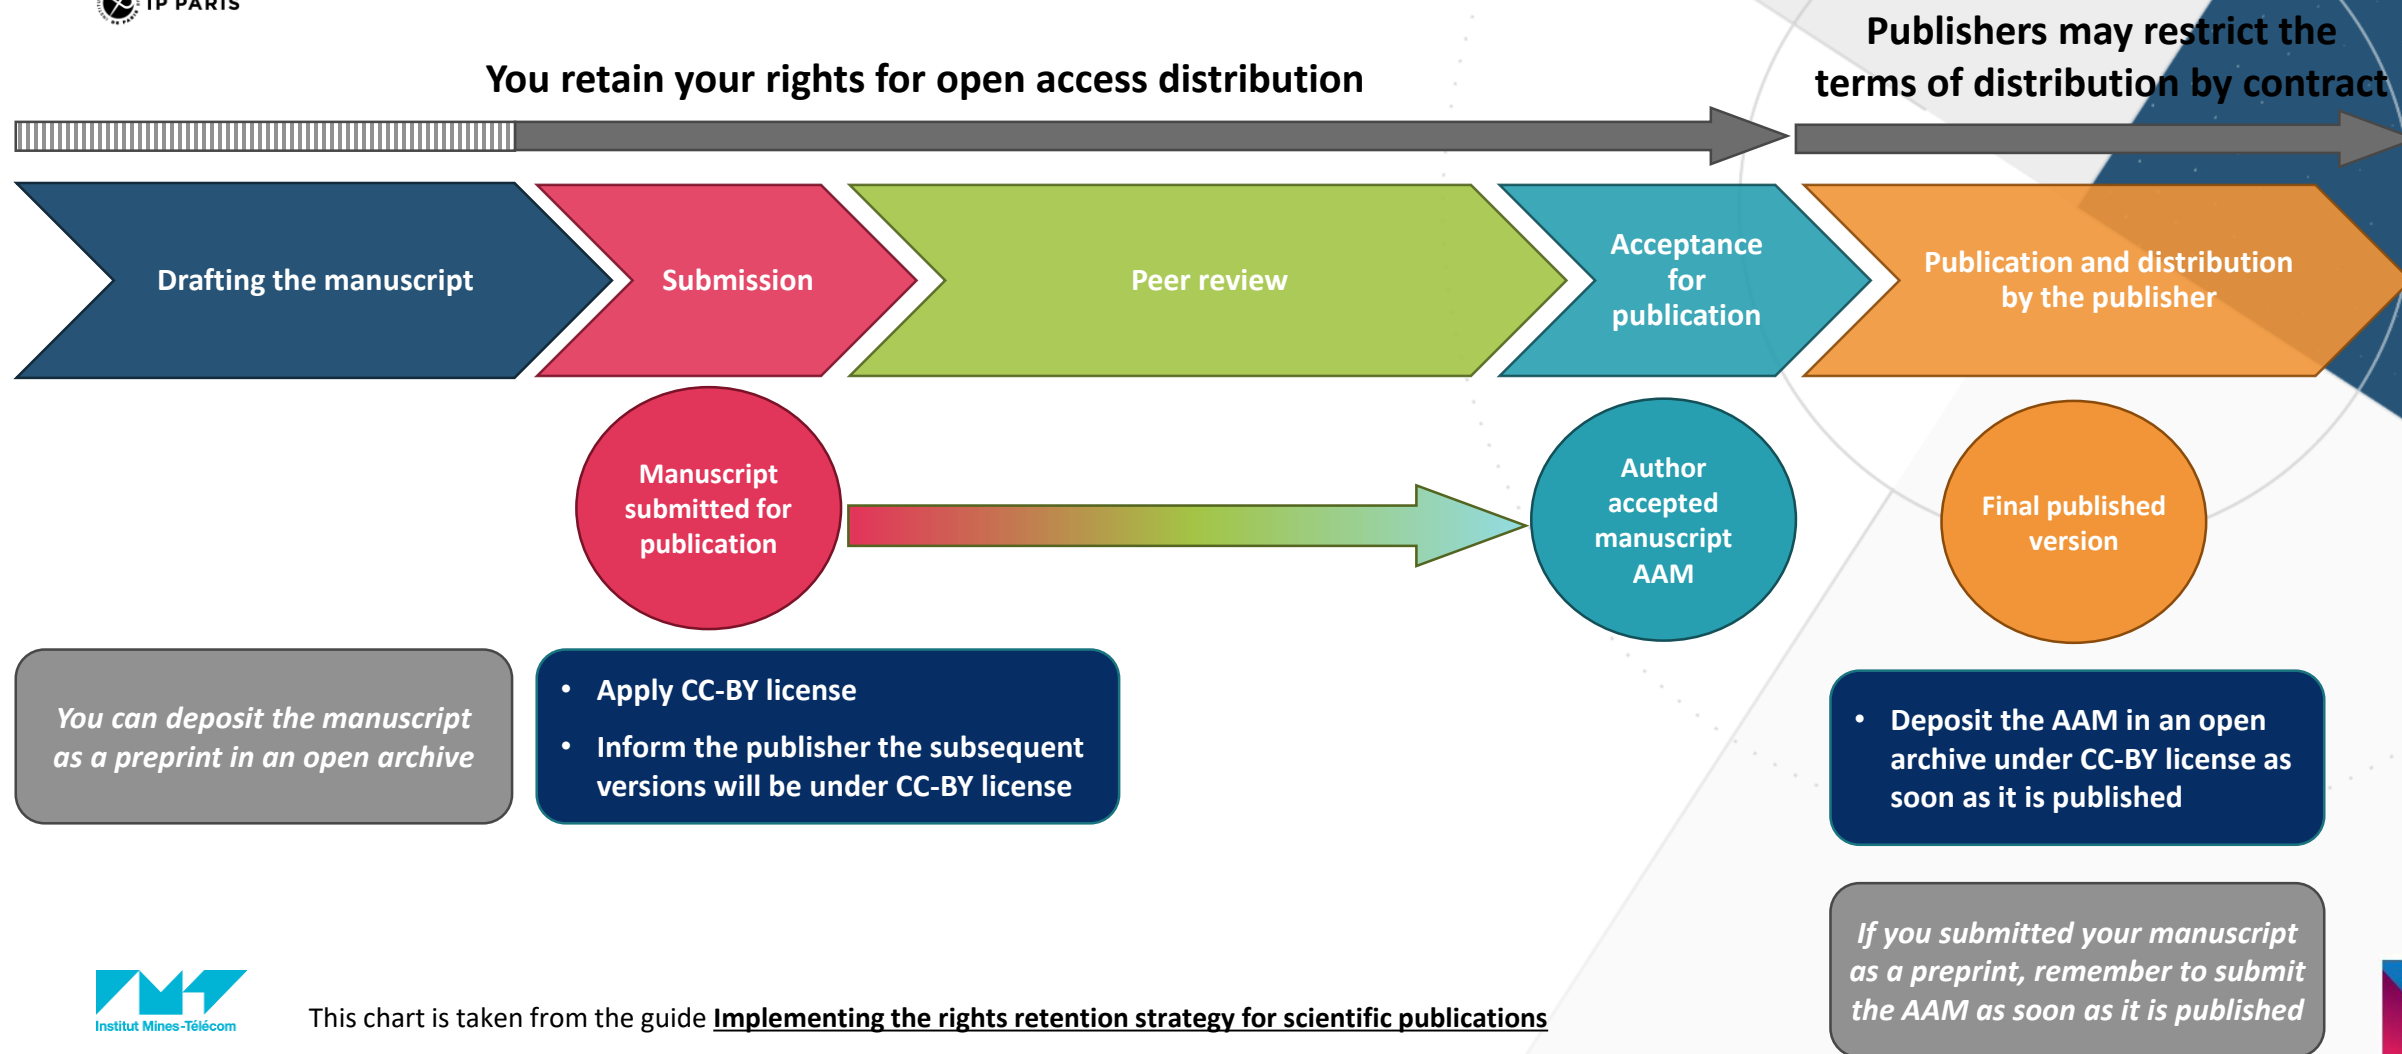 IP PARIS
You retain your rights for open access distribution
Publishers may restrict the
terms of distribution by contract
Drafting the manuscript
Submission
Peer review
Acceptance
for
publication
Publication and distribution
by the publisher
Manuscript
submitted for
publication
Author
accepted
manuscript
AAM
Final published
version
You can deposit the manuscript
as a preprint in an open archive
• Apply CC-BY license
• Inform the publisher the subsequent
versions will be under CC-BY license
• Deposit the AAM in an open
archive under CC-BY license as
soon as it is published
If you submitted your manuscript
as a preprint, remember to submit
the AAM as soon as it is published
Institut Mines-Télécom
This chart is taken from the guide Implementing the rights retention strategy for scientific publications